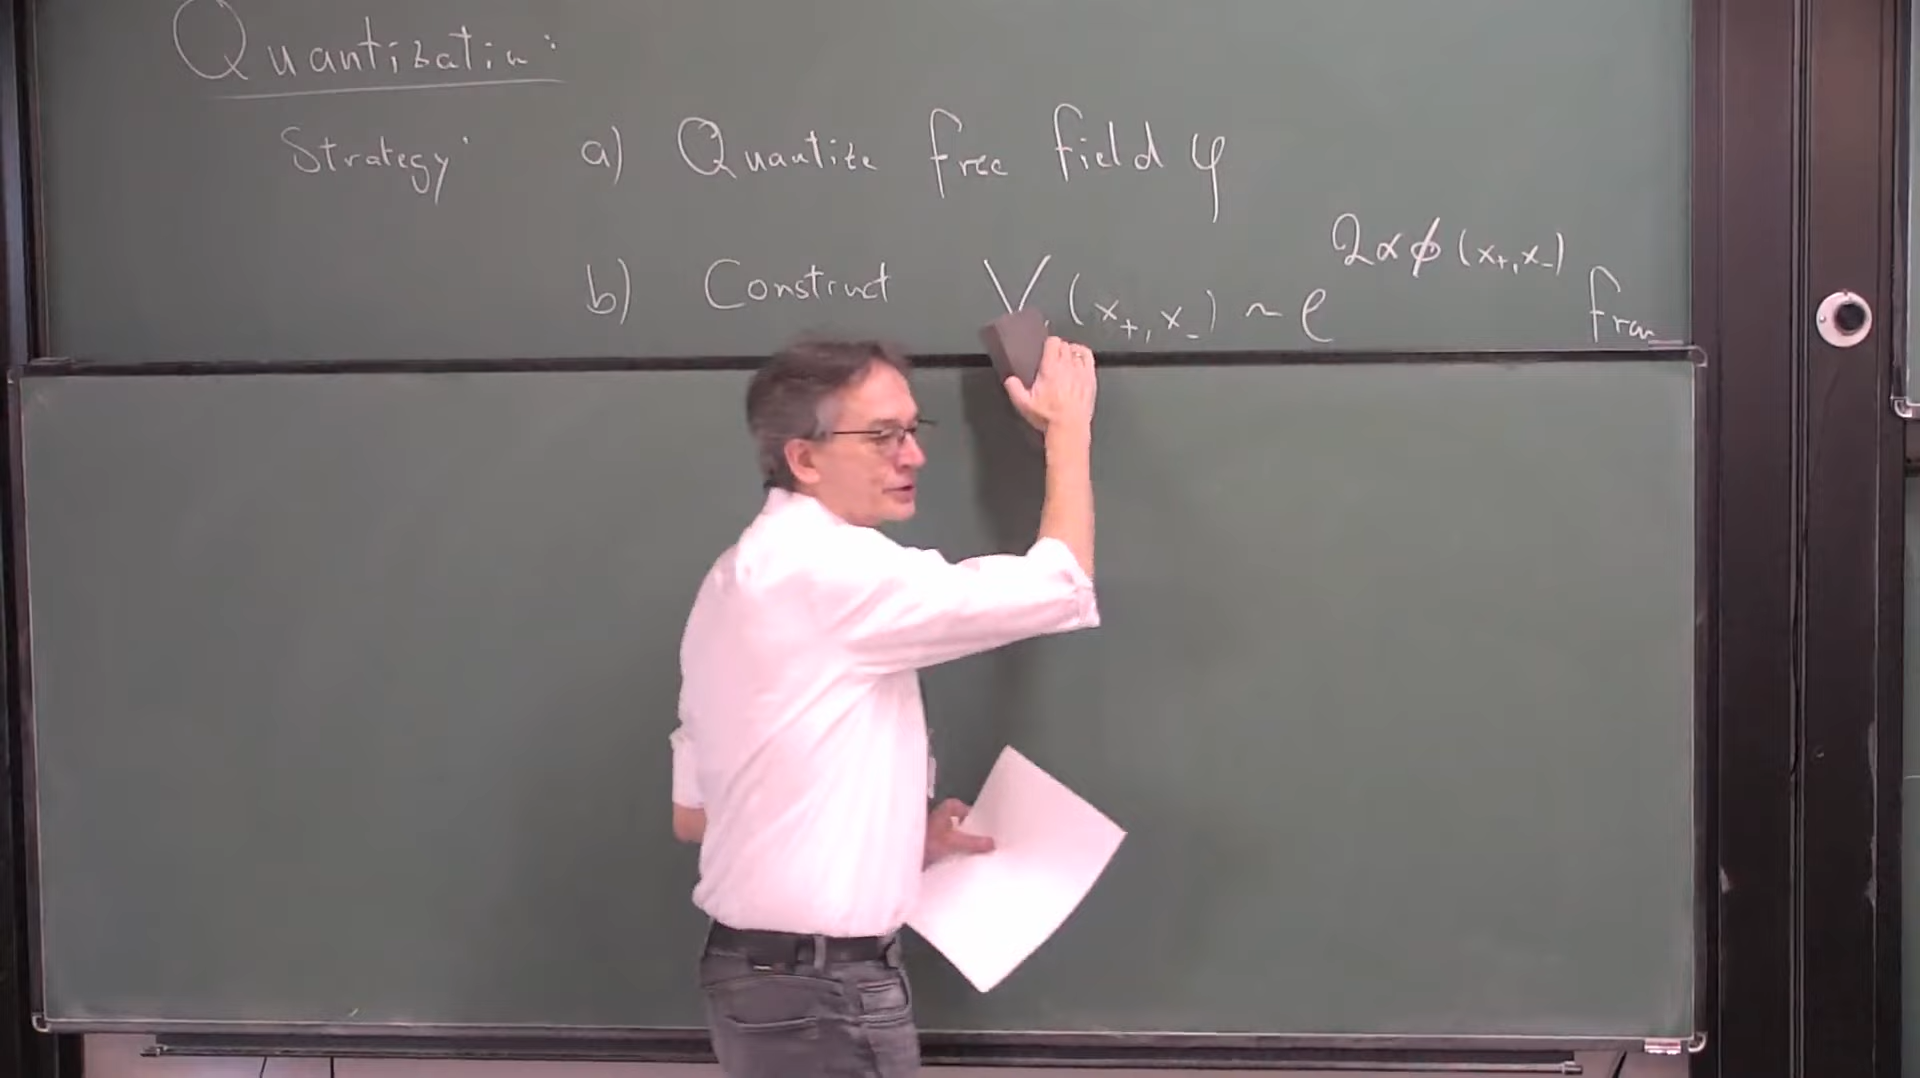 Quantization:
Strategy: a) Quantize free field φ
b) Construct V (x₊, x₋) ~ e^{2αϕ(x₊, x₋)} from